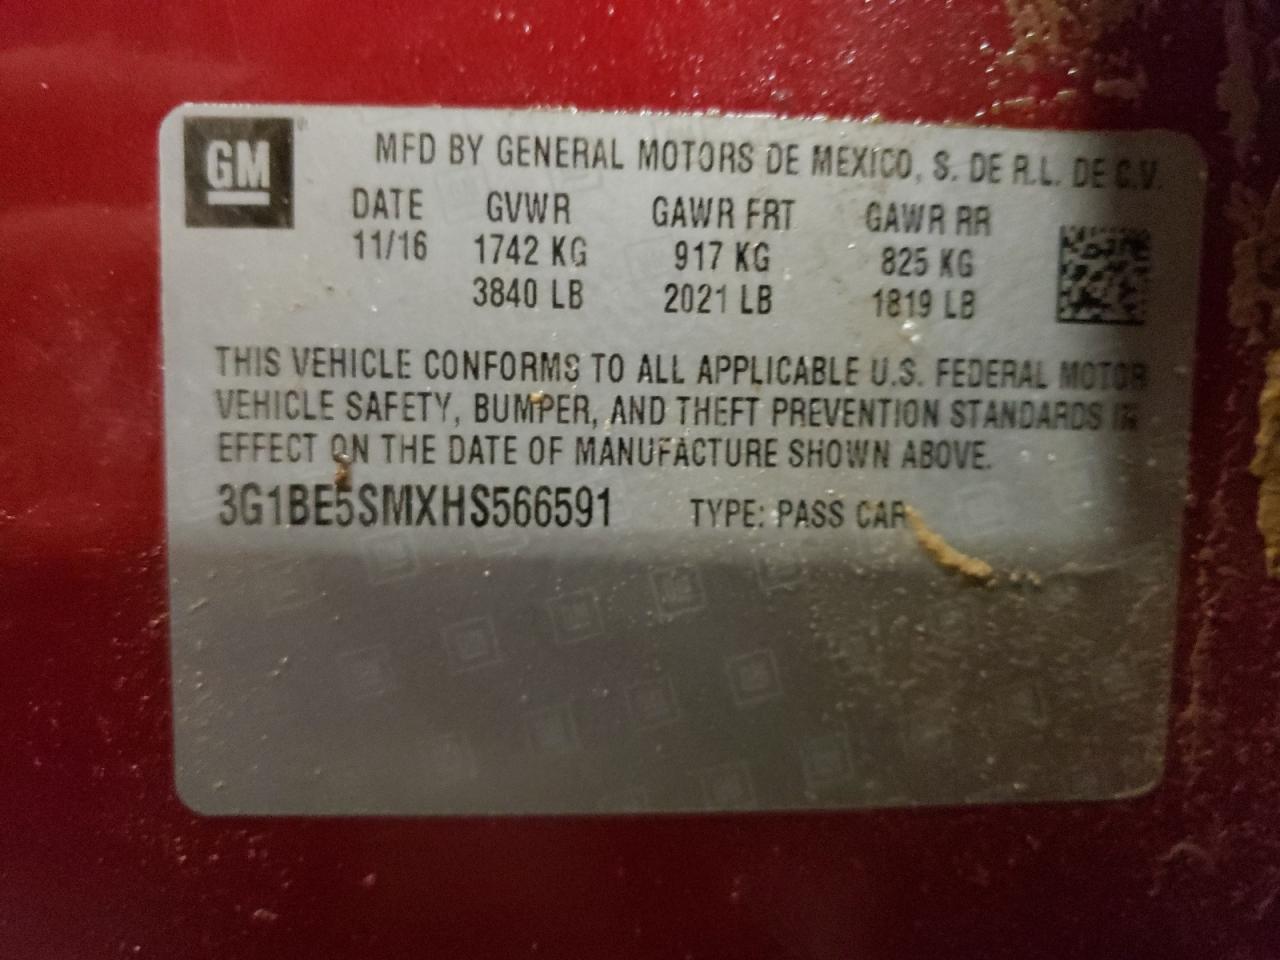 GM
MFD BY GENERAL MOTORS DE MEXICO, S. DE R.L. DE C.V.
DATE GVWR GAWR FRT GAWR RR
11/16 1742 KG 917 KG 825 KG
3840 LB 2021 LB 1819 LB
THIS VEHICLE CONFORMS TO ALL APPLICABLE U.S. FEDERAL MOTOR
VEHICLE SAFETY, BUMPER, AND THEFT PREVENTION STANDARDS IN
EFFECT ON THE DATE OF MANUFACTURE SHOWN ABOVE.
3G1BE5SMXHS566591 TYPE: PASS CAR